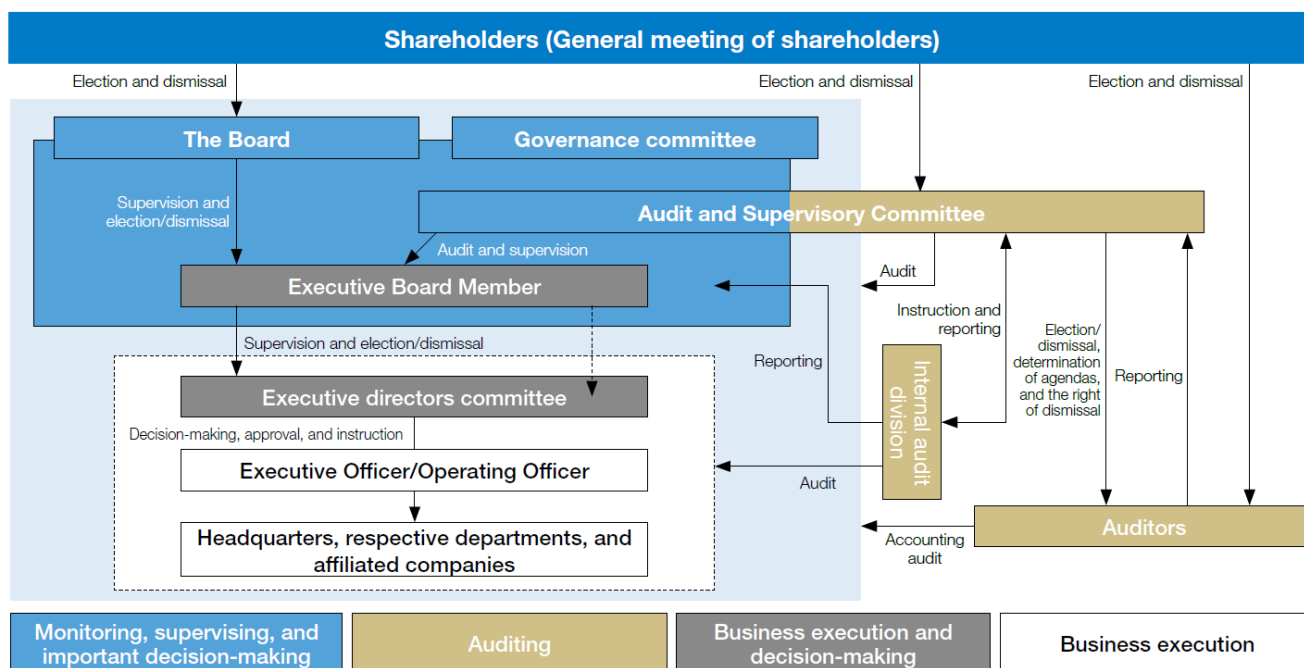 Shareholders (General meeting of shareholders)
Election and dismissal
Election and dismissal
Election and dismissal
The Board
Governance committee
Supervision and
election/dismissal
Audit and Supervisory Committee
Audit and supervision
Executive Board Member
Audit
Instruction and
reporting
Supervision and election/dismissal
Reporting
Internal audit
division
Election/
dismissal,
determination
of agendas,
and the right
of dismissal
Reporting
Executive directors committee
Decision-making, approval, and instruction
Executive Officer/Operating Officer
Audit
Headquarters, respective departments, and
affiliated companies
Accounting
audit
Auditors
Monitoring, supervising, and
important decision-making
Auditing
Business execution and
decision-making
Business execution